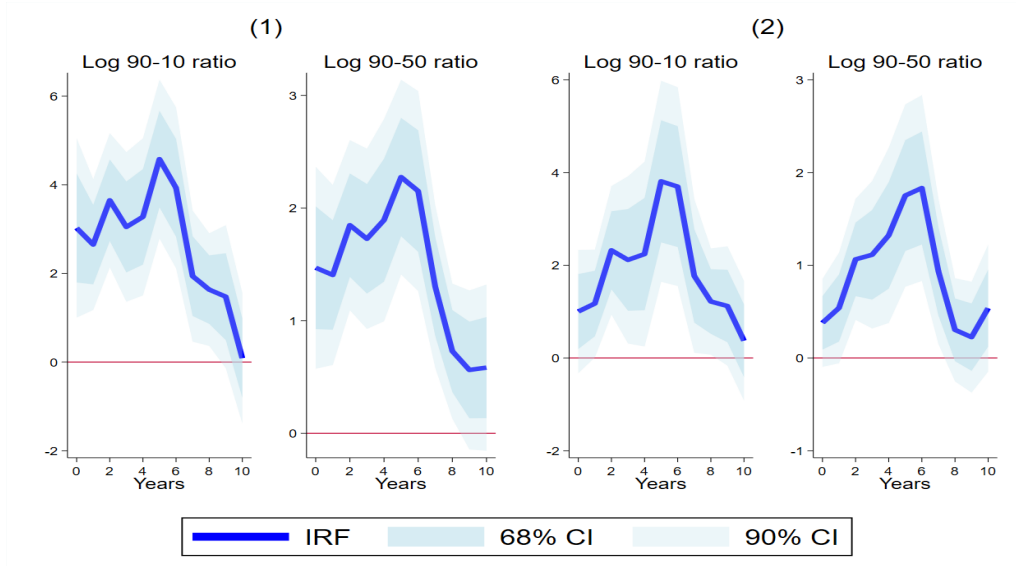 (1) (2)
Log 90-10 ratio Log 90-50 ratio Log 90-10 ratio Log 90-50 ratio
6 4 2 0 -2
0 2 4 6 8 10
Years
3 2 1 0
0 2 4 6 8 10
Years
6 4 2 0 -2
0 2 4 6 8 10
Years
3 2 1 0 -1
0 2 4 6 8 10
Years
IRF 68% CI 90% CI